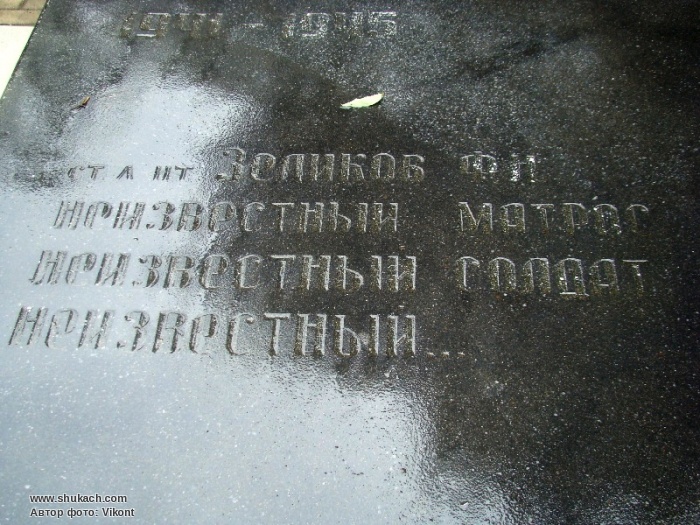 1941 - 1945
ст. л-нт Зеликов Ф И
неизвестный матрос
неизвестный солдат
неизвестный...
www.shukach.com
Автор фото: Vikont